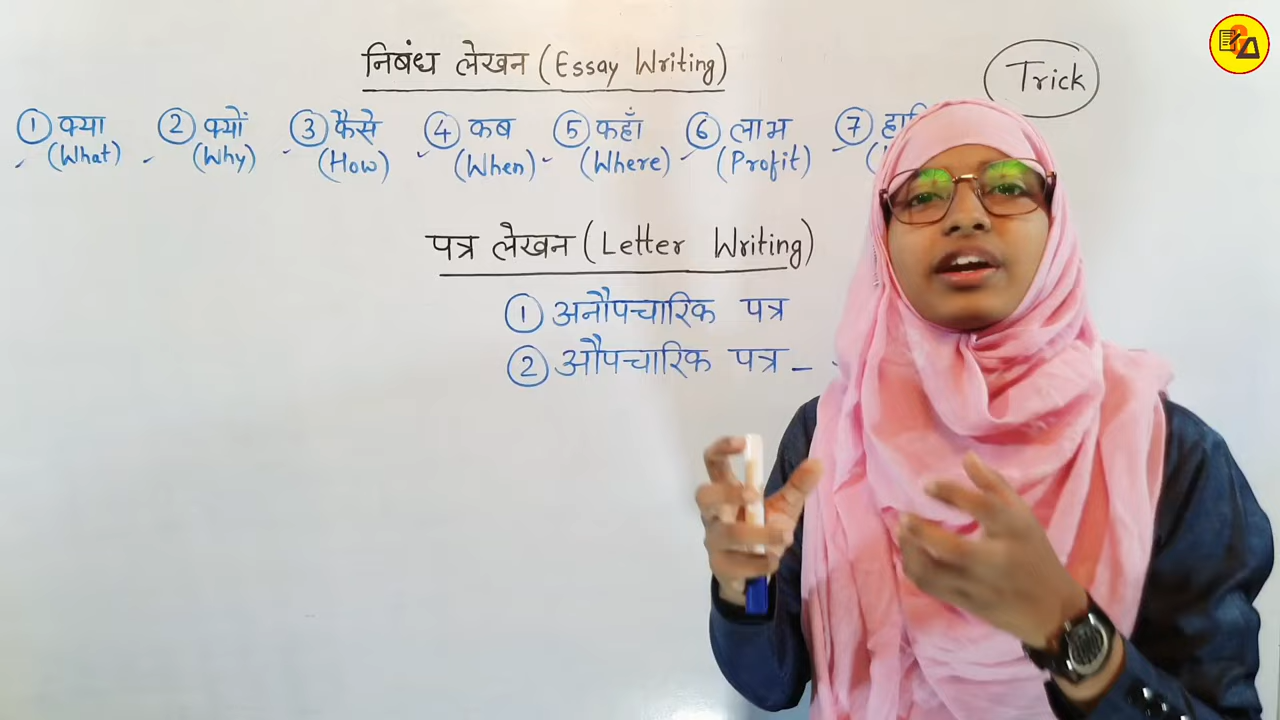 निबंध लेखन (Essay Writing)
Trick
① क्या ② क्यों ③ कैसे ④ कब ⑤ कहाँ ⑥ लाभ ⑦
(What) (Why) (How) (When) (Where) (Profit)
पत्र लेखन (Letter Writing)
① अनौपचारिक पत्र
② औपचारिक पत्र –